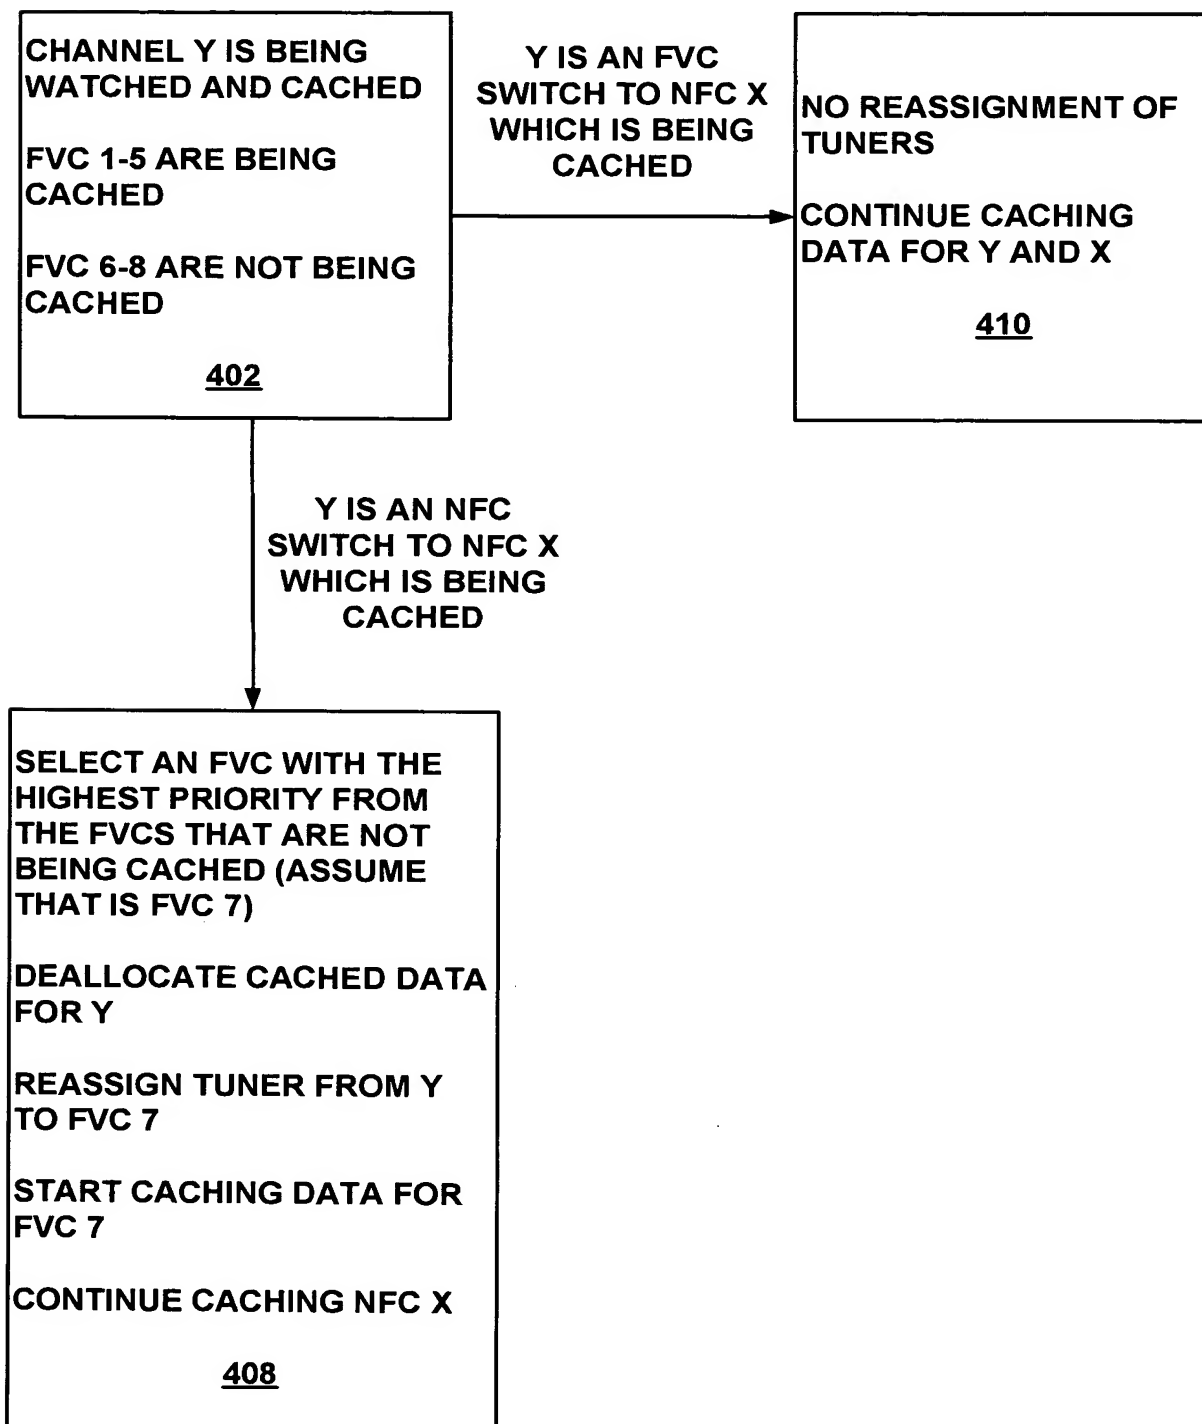 CHANNEL Y IS BEING
WATCHED AND CACHED
FVC 1-5 ARE BEING
CACHED
FVC 6-8 ARE NOT BEING
CACHED
402
Y IS AN FVC
SWITCH TO NFC X
WHICH IS BEING
CACHED
NO REASSIGNMENT OF
TUNERS
CONTINUE CACHING
DATA FOR Y AND X
410
Y IS AN NFC
SWITCH TO NFC X
WHICH IS BEING
CACHED
SELECT AN FVC WITH THE
HIGHEST PRIORITY FROM
THE FVCS THAT ARE NOT
BEING CACHED (ASSUME
THAT IS FVC 7)
DEALLOCATE CACHED DATA
FOR Y
REASSIGN TUNER FROM Y
TO FVC 7
START CACHING DATA FOR
FVC 7
CONTINUE CACHING NFC X
408